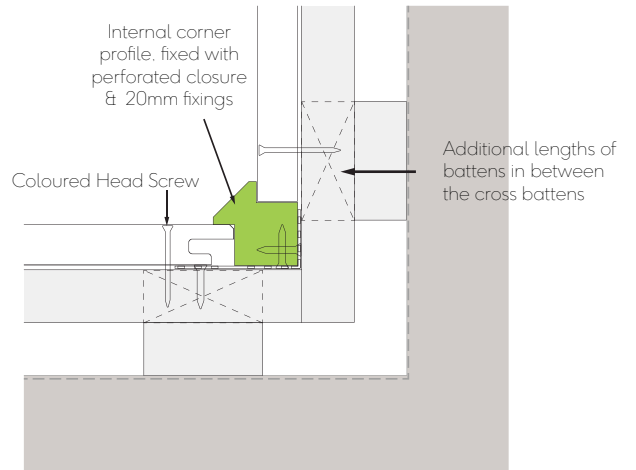 Internal corner
profile, fixed with
perforated closure
& 20mm fixings
Coloured Head Screw
Additional lengths of
battens in between
the cross battens